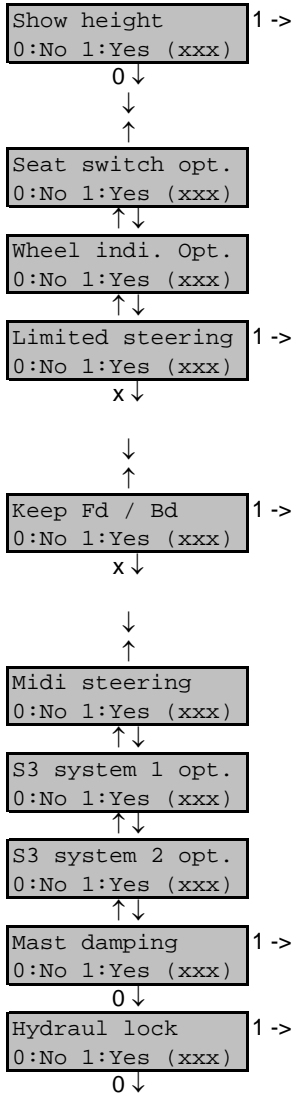 Show height 1 ->
0:No 1:Yes (xxx)
0 ↓
↓
↑
Seat switch opt.
0:No 1:Yes (xxx)
↑↓
Wheel indi. Opt.
0:No 1:Yes (xxx)
↑↓
Limited steering 1 ->
0:No 1:Yes (xxx)
x ↓
↓
↑
Keep Fd / Bd 1 ->
0:No 1:Yes (xxx)
x ↓
↓
↑
Midi steering
0:No 1:Yes (xxx)
↑↓
S3 system 1 opt.
0:No 1:Yes (xxx)
↑↓
S3 system 2 opt.
0:No 1:Yes (xxx)
↑↓
Mast damping 1 ->
0:No 1:Yes (xxx)
0 ↓
Hydraul lock 1 ->
0:No 1:Yes (xxx)
0 ↓